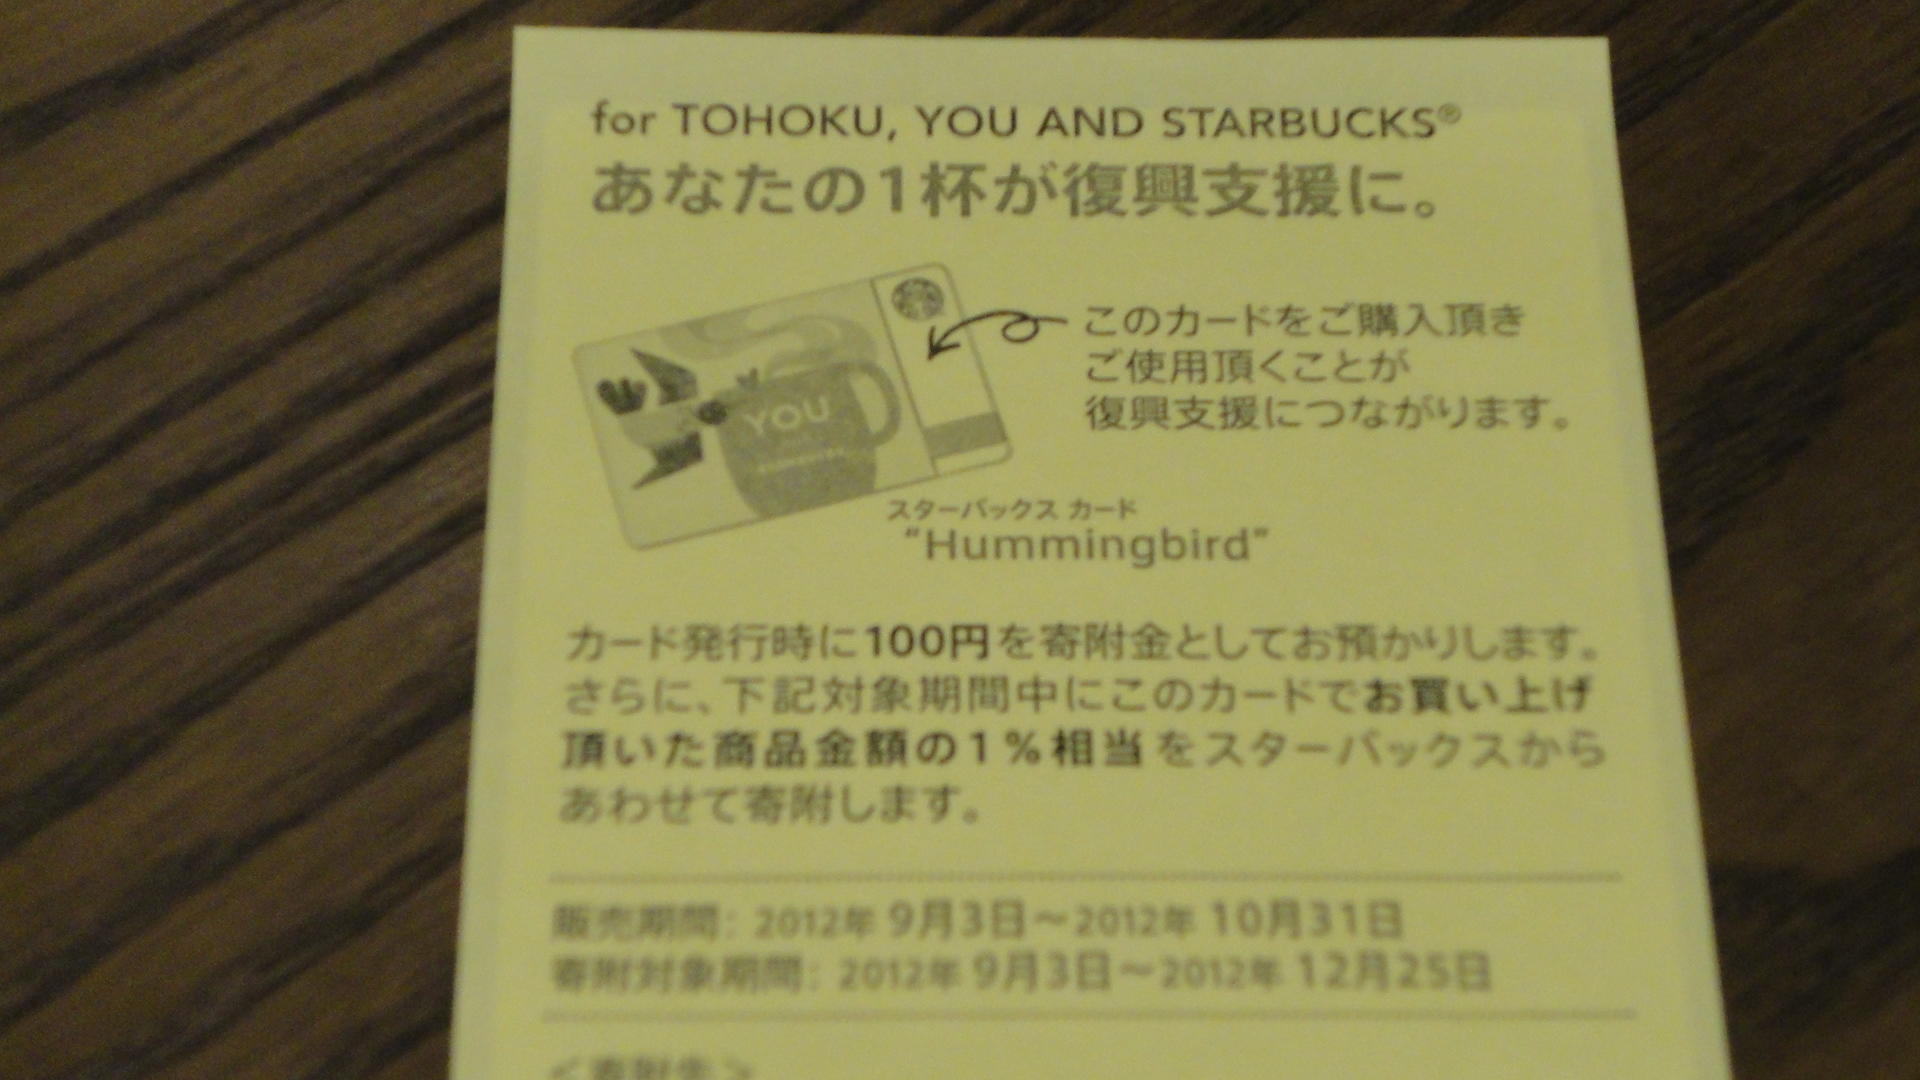 for TOHOKU, YOU AND STARBUCKS®
あなたの1杯が復興支援に。
このカードをご購入頂き
ご使用頂くことが
復興支援につながります。
YOU
スターバックス カード
“Hummingbird”
カード発行時に100円を寄附金としてお預かりします。
さらに、下記対象期間中にこのカードでお買い上げ
頂いた商品金額の1%相当をスターバックスから
あわせて寄附します。
販売期間: 2012年 9月3日～2012年 10月31日
寄附対象期間: 2012年 9月3日～2012年 12月25日
＜寄附先＞